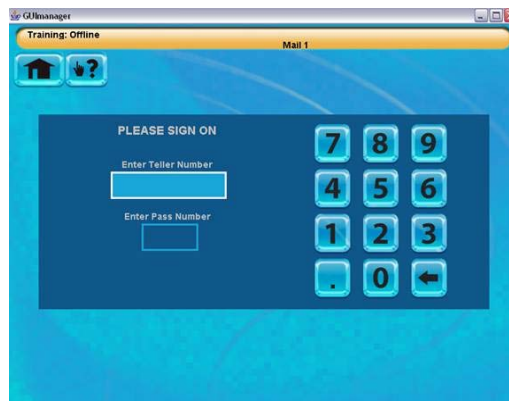 GUImanager
Training: Offline
Mail 1
?
PLEASE SIGN ON
Enter Teller Number
Enter Pass Number
7 8 9
4 5 6
1 2 3
. 0